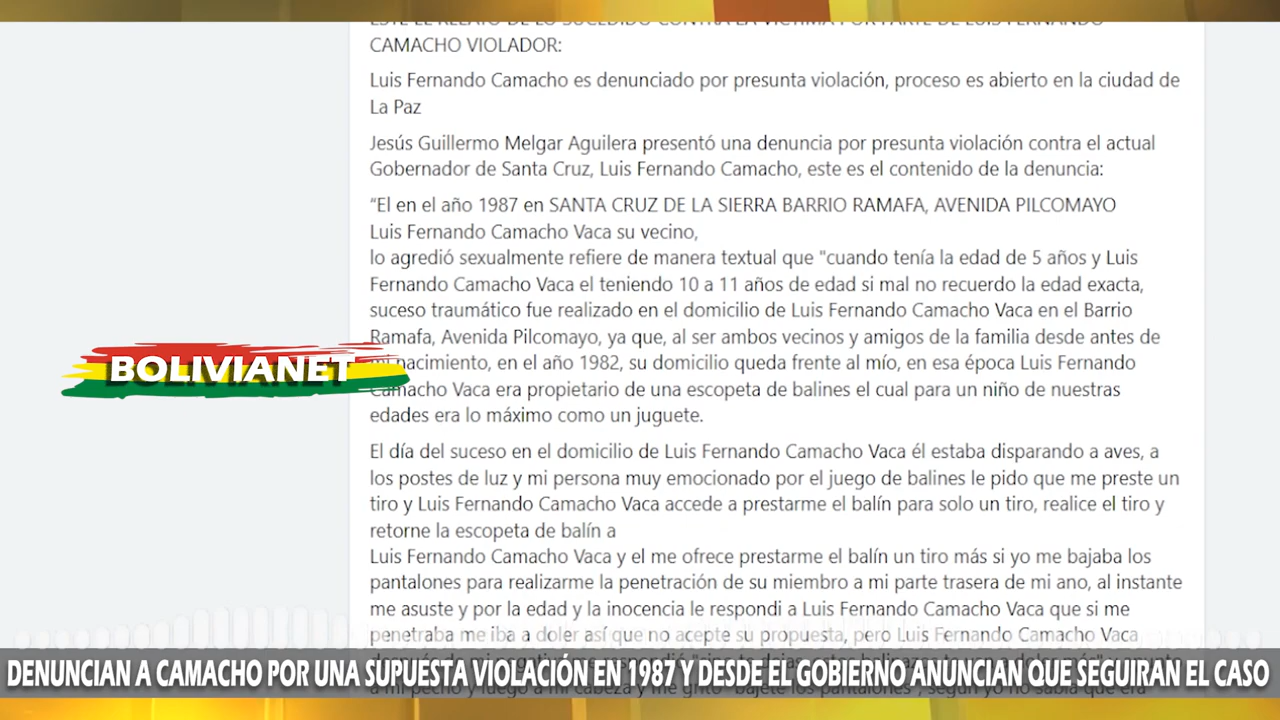 CAMACHO VIOLADOR:
Luis Fernando Camacho es denunciado por presunta violación, proceso es abierto en la ciudad de
La Paz
Jesús Guillermo Melgar Aguilera presentó una denuncia por presunta violación contra el actual
Gobernador de Santa Cruz, Luis Fernando Camacho, este es el contenido de la denuncia:
“El en el año 1987 en SANTA CRUZ DE LA SIERRA BARRIO RAMAFA, AVENIDA PILCOMAYO
Luis Fernando Camacho Vaca su vecino,
lo agredió sexualmente refiere de manera textual que "cuando tenía la edad de 5 años y Luis
Fernando Camacho Vaca el teniendo 10 a 11 años de edad si mal no recuerdo la edad exacta,
suceso traumático fue realizado en el domicilio de Luis Fernando Camacho Vaca en el Barrio
Ramafa, Avenida Pilcomayo, ya que, al ser ambos vecinos y amigos de la familia desde antes de
nacimiento, en el año 1982, su domicilio queda frente al mio, en esa época Luis Fernando
BOLIVIANET
Camacho Vaca era propietario de una escopeta de balines el cual para un niño de nuestras
edades era lo máximo como un juguete.
El día del suceso en el domicilio de Luis Fernando Camacho Vaca él estaba disparando a aves, a
los postes de luz y mi persona muy emocionado por el juego de balines le pido que me preste un
tiro y Luis Fernando Camacho Vaca accede a prestarme el balín para solo un tiro, realice el tiro y
retorne la escopeta de balín a
Luis Fernando Camacho Vaca y el me ofrece prestarme el balín un tiro más si yo me bajaba los
pantalones para realizarme la penetración de su miembro a mi parte trasera de mi ano, al instante
me asuste y por la edad y la inocencia le respondi a Luis Fernando Camacho Vaca que si me
penetraba me iba a doler así que no acepte su propuesta, pero Luis Fernando Camacho Vaca
DENUNCIAN A CAMACHO POR UNA SUPUESTA VIOLACIÓN EN 1987 Y DESDE EL GOBIERNO ANUNCIAN QUE SEGUIRAN EL CASO